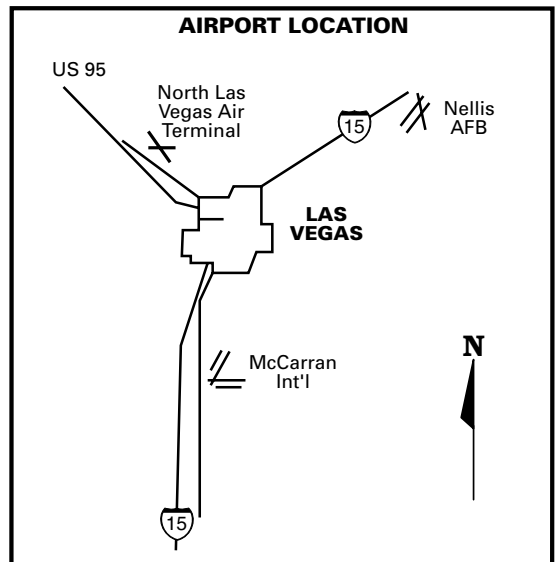 AIRPORT LOCATION
US 95
North Las
Vegas Air
Terminal
15
Nellis
AFB
LAS
VEGAS
McCarran
Int'l
N
15